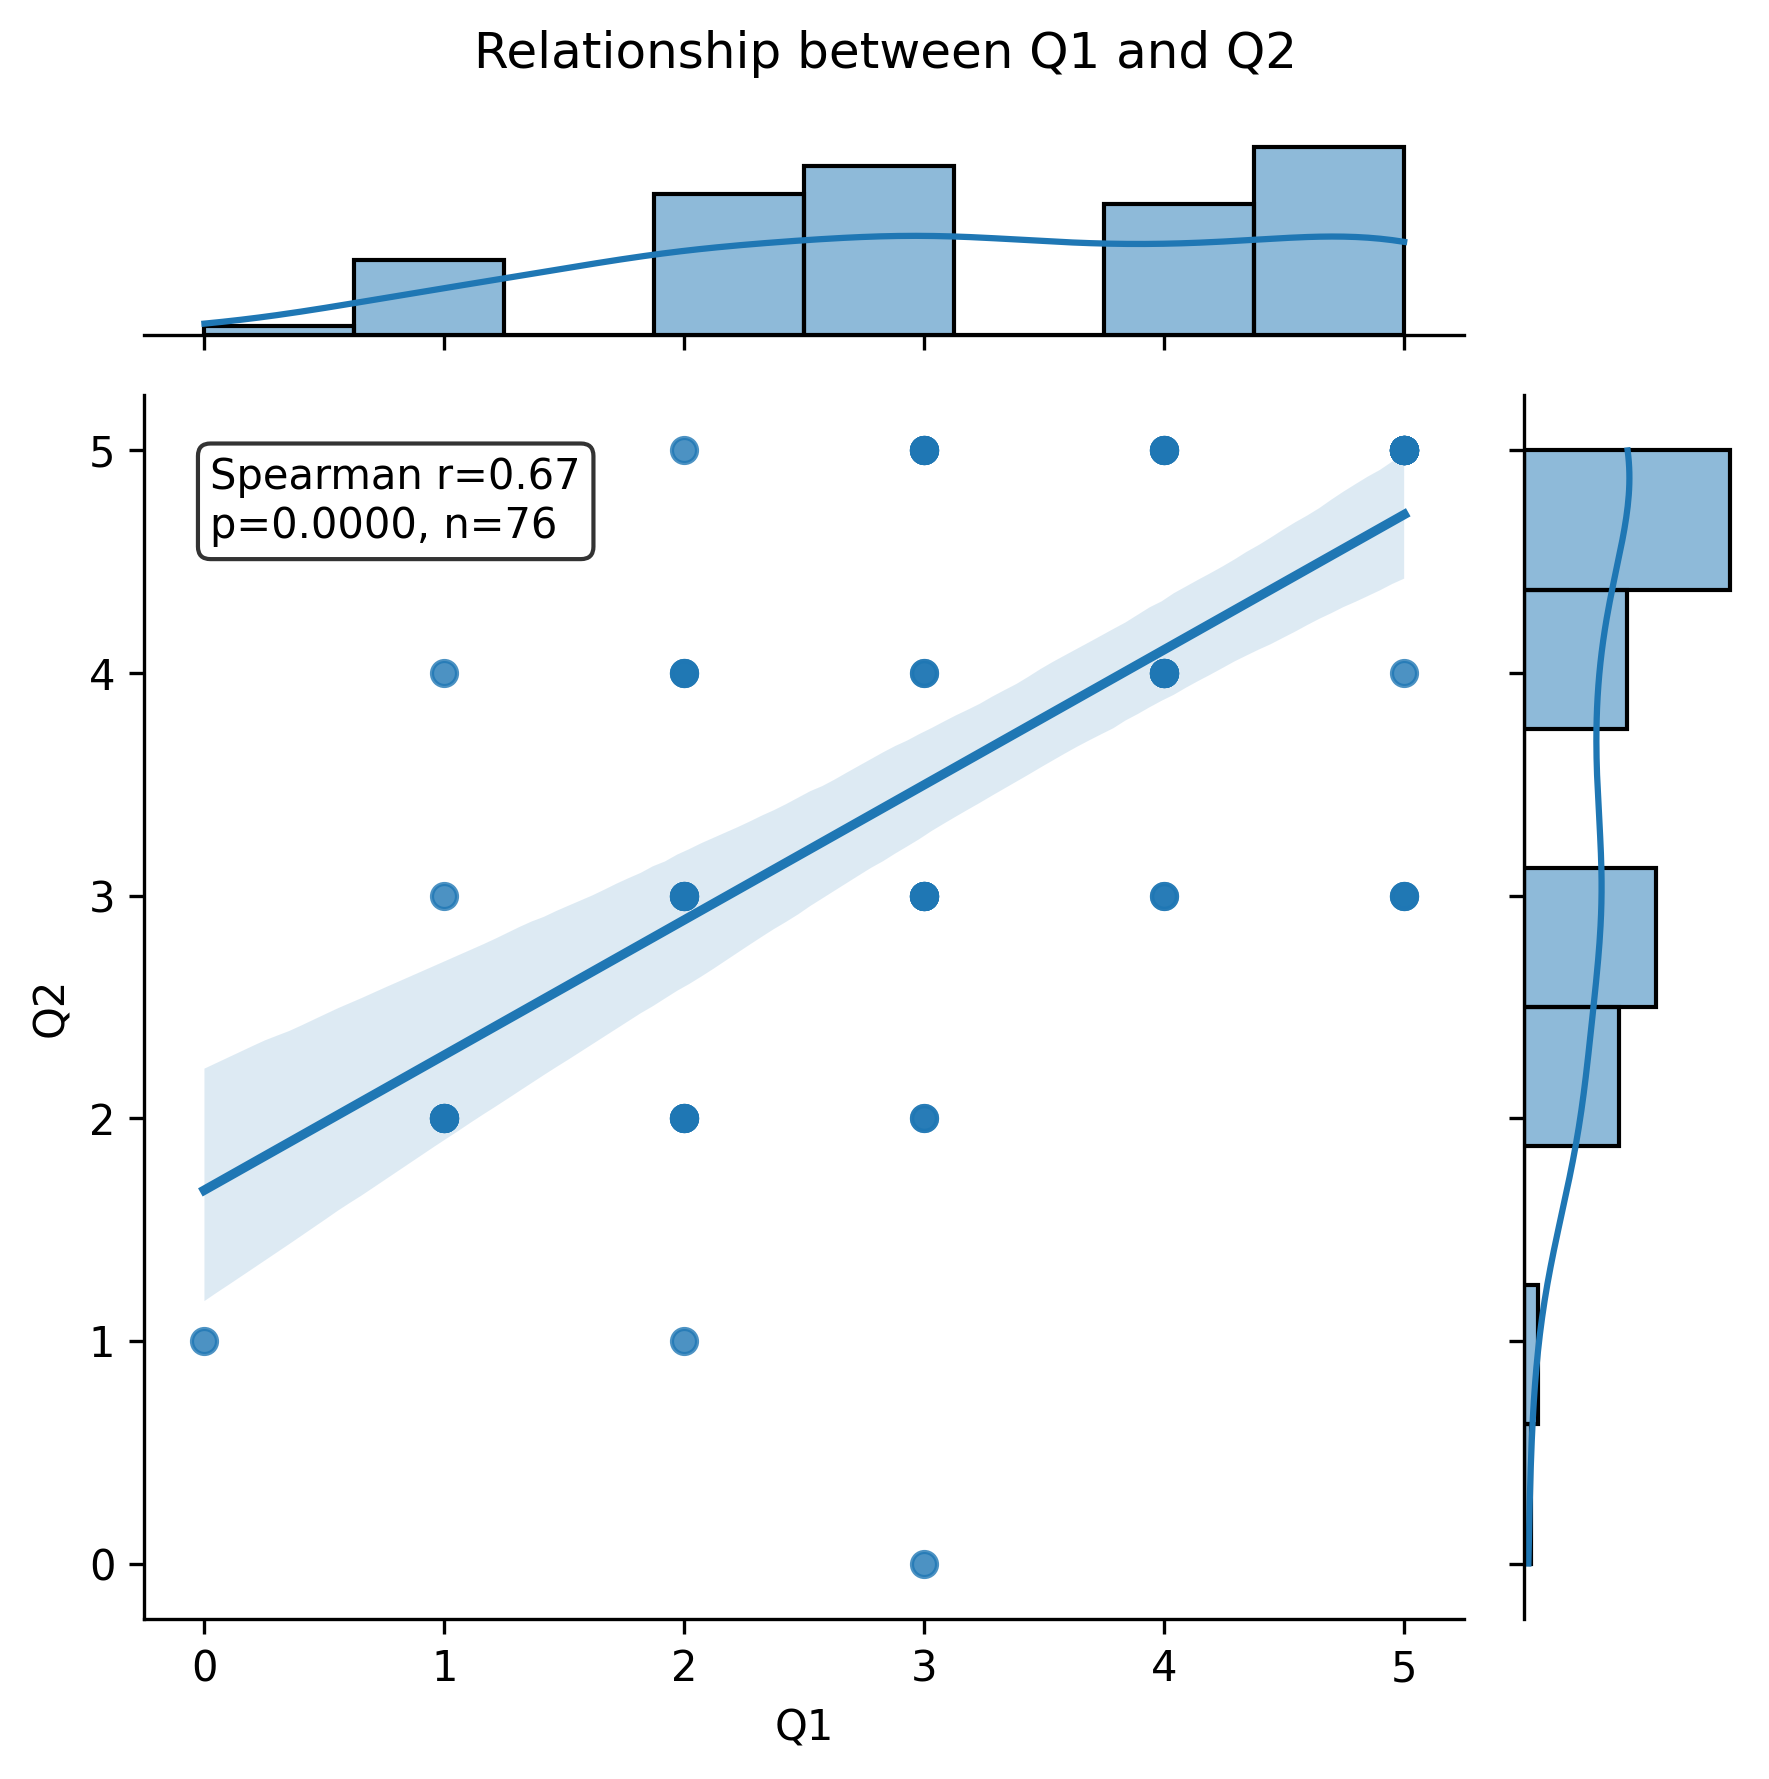 Relationship between Q1 and Q2
Spearman r=0.67
p=0.0000, n=76
5
4
3
2
1
0
Q2
0 1 2 3 4 5
Q1